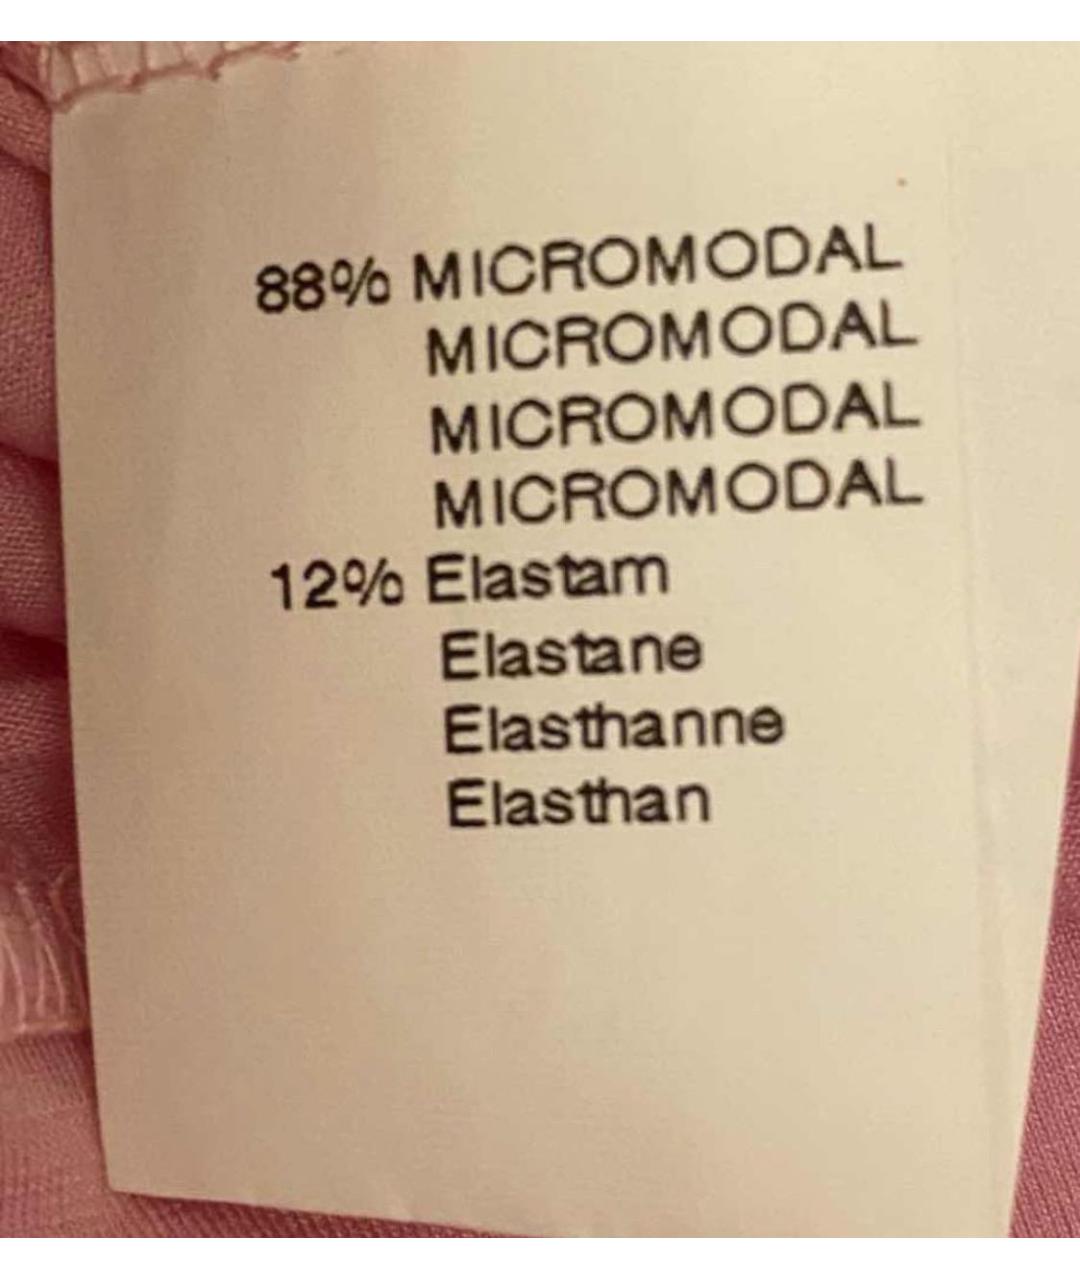 88% MICROMODAL
MICROMODAL
MICROMODAL
MICROMODAL
12% Elastam
Elastane
Elasthanne
Elasthan